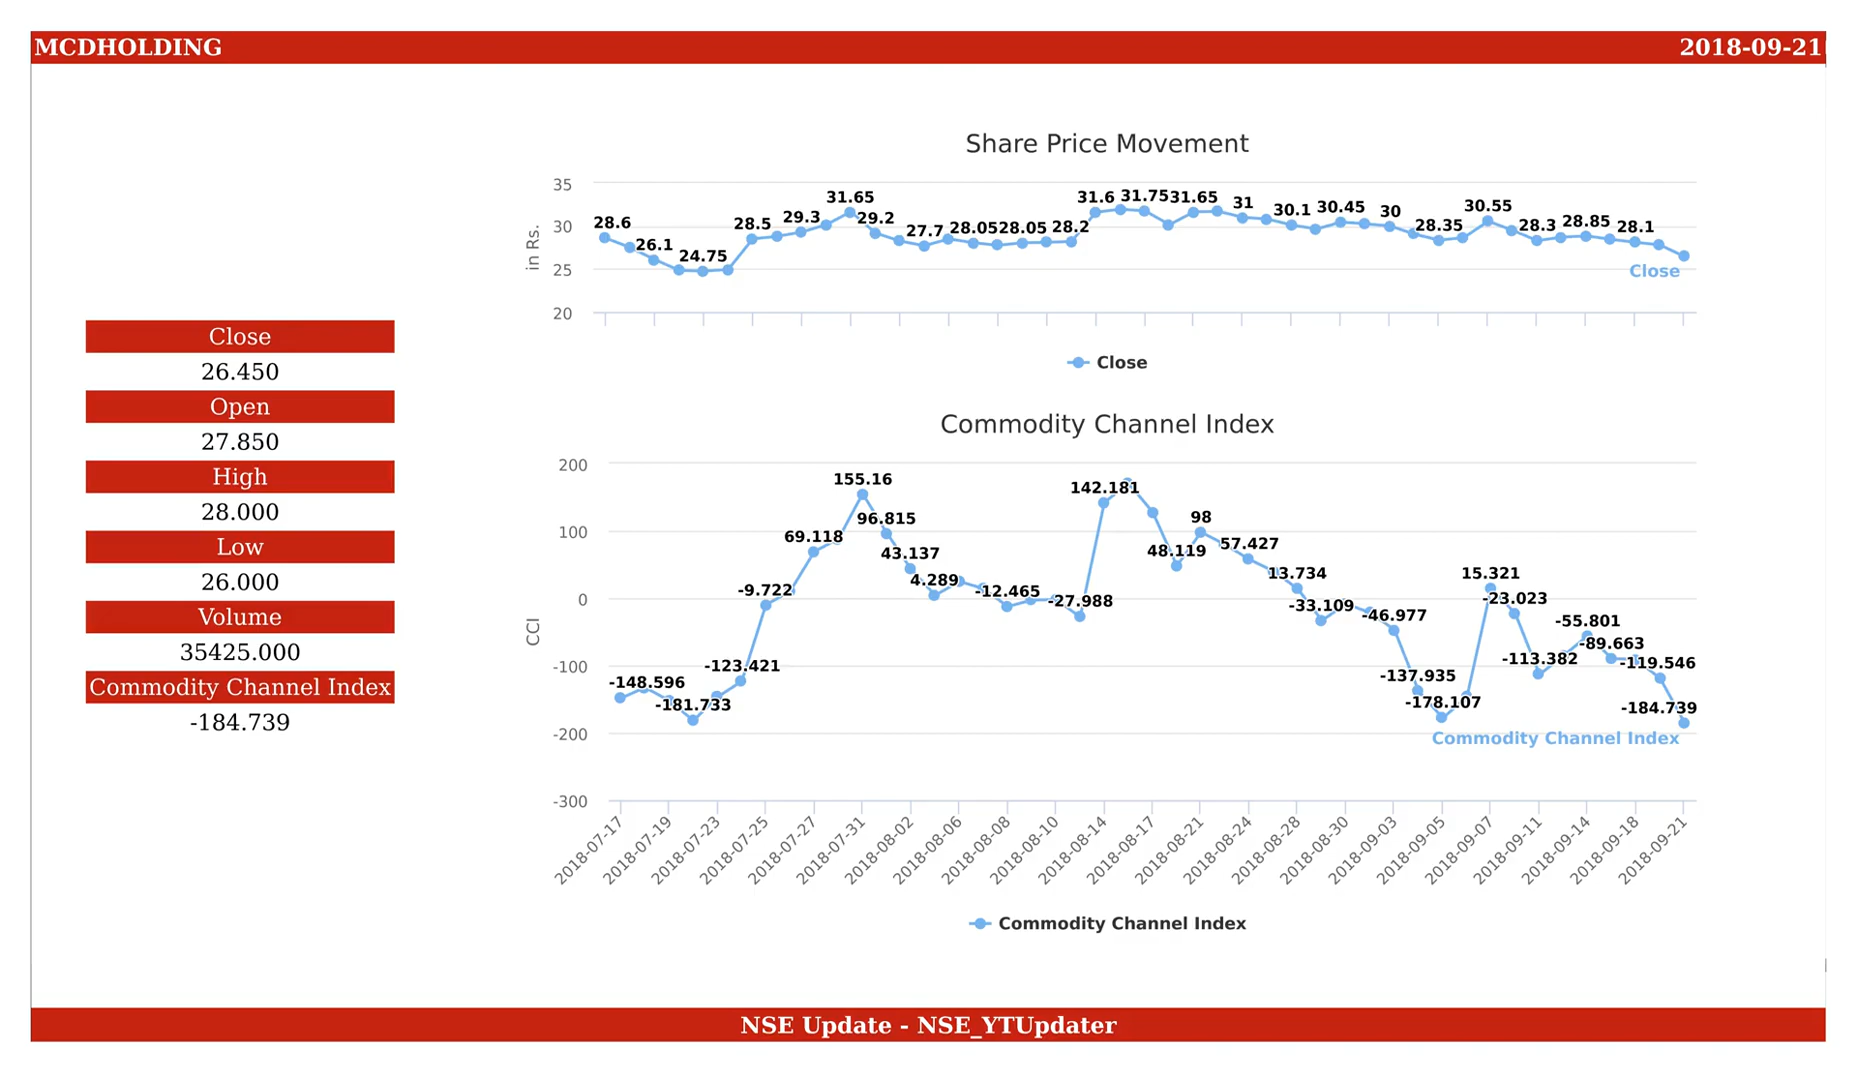 MCDHOLDING 2018-09-21
Close
26.450
Open
27.850
High
28.000
Low
26.000
Volume
35425.000
Commodity Channel Index
-184.739
Share Price Movement
in Rs.
35
30
25
20
28.6 26.1 24.75 28.5 29.3 31.65 29.2 27.7 28.05 28.05 28.2 31.6 31.75 31.65 31 30.1 30.45 30 28.35 30.55 28.3 28.85 28.1
Close
Close
Commodity Channel Index
CCI
200
100
0
-100
-200
-300
-148.596 -181.733 -123.421 -9.722 69.118 155.16 96.815 43.137 4.289 -12.465 -27.988 142.181 48.119 98 57.427 13.734 -33.109 -46.977 -137.935 -178.107 15.321 -23.023 -113.382 -55.801 -89.663 -119.546 -184.739
Commodity Channel Index
2018-07-17 2018-07-19 2018-07-23 2018-07-25 2018-07-27 2018-07-31 2018-08-02 2018-08-06 2018-08-08 2018-08-10 2018-08-14 2018-08-17 2018-08-21 2018-08-24 2018-08-28 2018-08-30 2018-09-03 2018-09-05 2018-09-07 2018-09-11 2018-09-14 2018-09-18 2018-09-21
Commodity Channel Index
NSE Update - NSE_YTUpdater